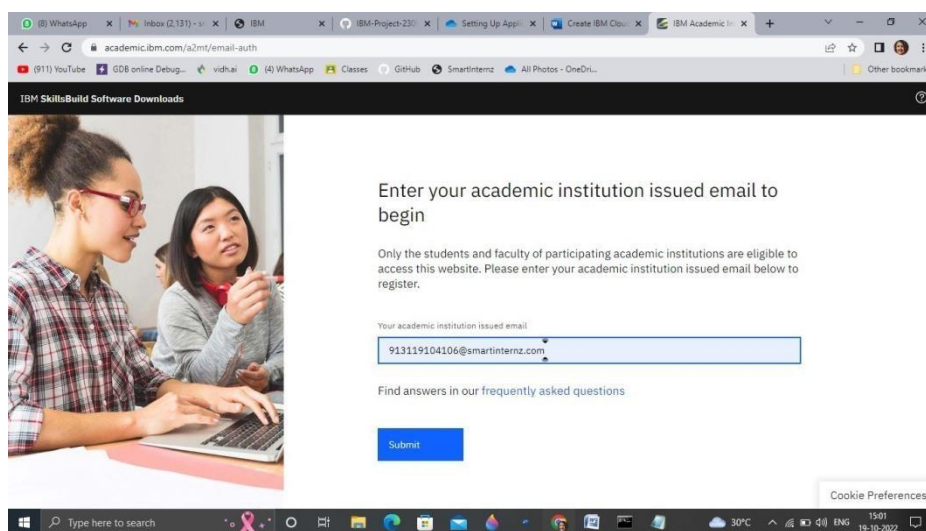 (8) WhatsApp
Inbox (2,131) - s
IBM
IBM-Project-230
Setting Up Appli
Create IBM Clou
IBM Academic In
academic.ibm.com/a2mt/email-auth
(911) YouTube GDB online Debug... vidh.ai (4) WhatsApp Classes GitHub SmartInternz All Photos - OneDri... Other bookmark
IBM SkillsBuild Software Downloads
Enter your academic institution issued email to
begin
Only the students and faculty of participating academic institutions are eligible to
access this website. Please enter your academic institution issued email below to
register.
Your academic institution issued email
913119104106@smartinternz.com
Find answers in our frequently asked questions
Submit
Cookie Preferences
Type here to search
30°C
ENG
15:01
19-10-2022